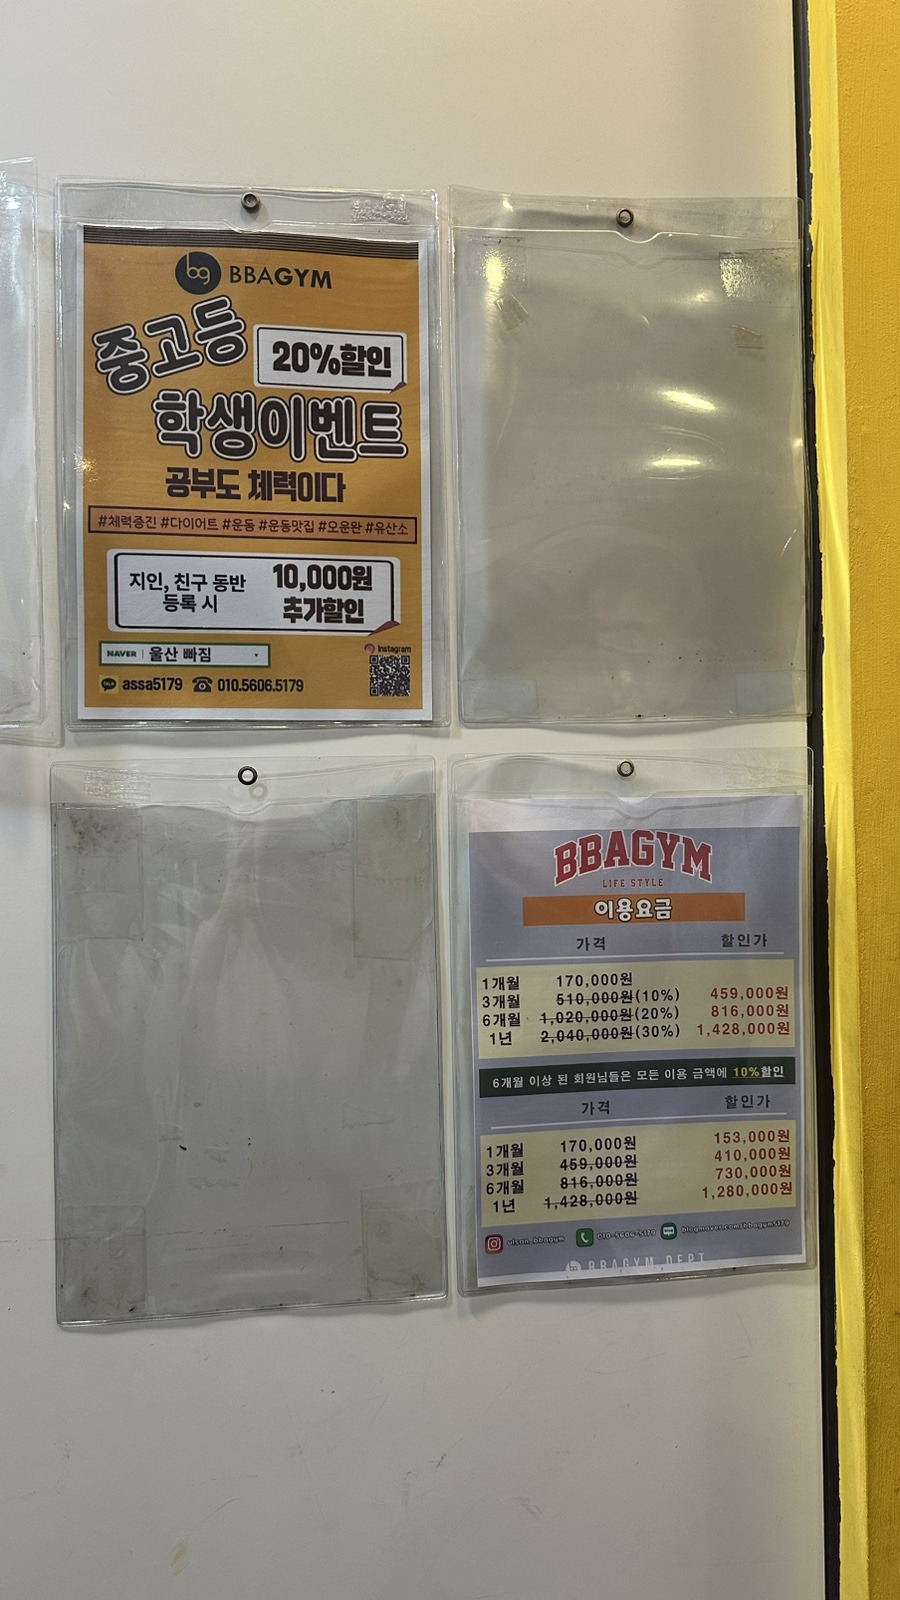 bg BBAGYM
중고등
20%할인
학생이벤트
공부도 체력이다
#체력증진 #다이어트 #운동 #운동맛집 #오운완 #유산소
지인, 친구 동반
등록 시
10,000원
추가할인
NAVER 울산 빠짐
Instagram
TALK assa5179 010.5606.5179
BBAGYM
LIFE STYLE
이용요금
가격 할인가
1개월 170,000원
3개월 510,000원(10%) 459,000원
6개월 1,020,000원(20%) 816,000원
1년 2,040,000원(30%) 1,428,000원
6개월 이상 된 회원님들은 모든 이용 금액에 10%할인
가격 할인가
1개월 170,000원 153,000원
3개월 459,000원 410,000원
6개월 816,000원 730,000원
1년 1,428,000원 1,280,000원
ulsan_bbagym 010-5606-5179 blog.naver.com/bbagym5179
BBAGYM DEPT